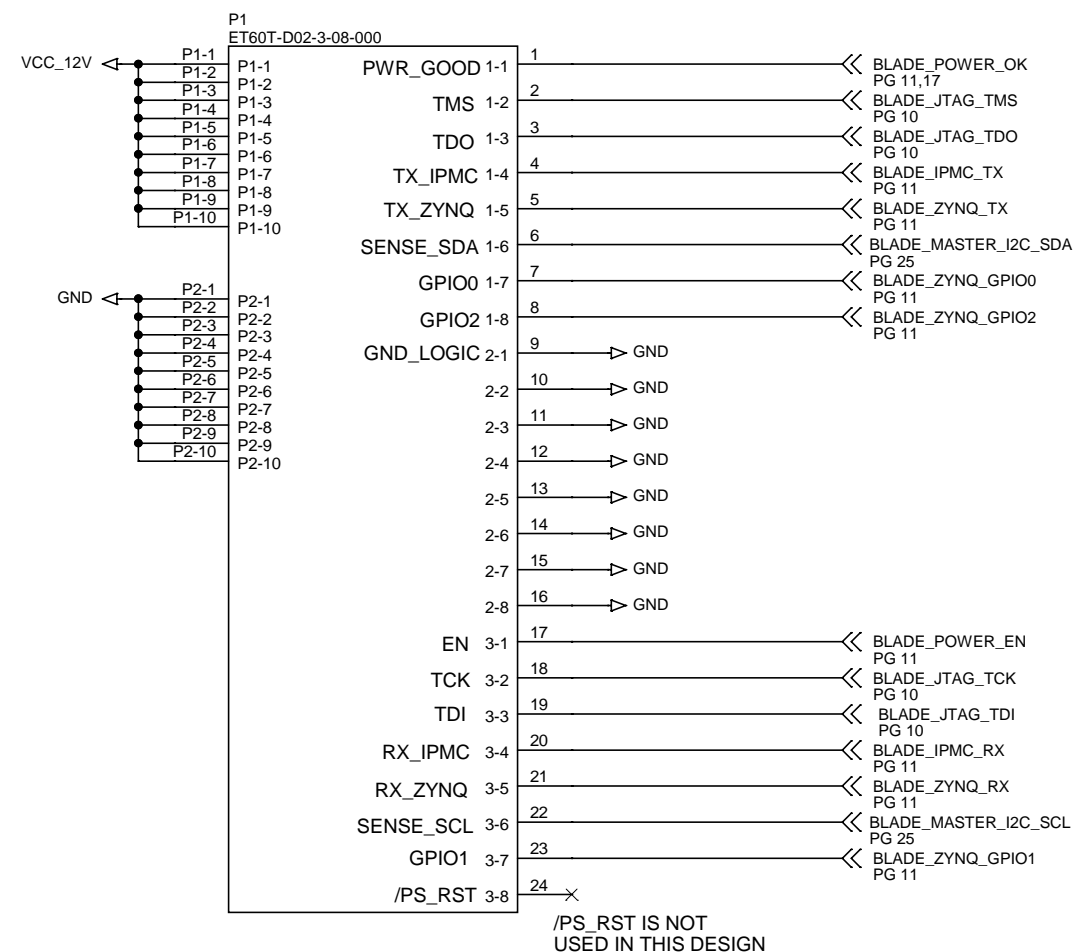 P1
ET60T-D02-3-08-000
VCC_12V
P1-1 P1-1
P1-2 P1-2
P1-3 P1-3
P1-4 P1-4
P1-5 P1-5
P1-6 P1-6
P1-7 P1-7
P1-8 P1-8
P1-9 P1-9
P1-10 P1-10
GND
P2-1 P2-1
P2-2 P2-2
P2-3 P2-3
P2-4 P2-4
P2-5 P2-5
P2-6 P2-6
P2-7 P2-7
P2-8 P2-8
P2-9 P2-9
P2-10 P2-10
PWR_GOOD 1-1 1 BLADE_POWER_OK
PG 11,17
TMS 1-2 2 BLADE_JTAG_TMS
PG 10
TDO 1-3 3 BLADE_JTAG_TDO
PG 10
TX_IPMC 1-4 4 BLADE_IPMC_TX
PG 11
TX_ZYNQ 1-5 5 BLADE_ZYNQ_TX
PG 11
SENSE_SDA 1-6 6 BLADE_MASTER_I2C_SDA
PG 25
GPIO0 1-7 7 BLADE_ZYNQ_GPIO0
PG 11
GPIO2 1-8 8 BLADE_ZYNQ_GPIO2
PG 11
GND_LOGIC 2-1 9 GND
2-2 10 GND
2-3 11 GND
2-4 12 GND
2-5 13 GND
2-6 14 GND
2-7 15 GND
2-8 16 GND
EN 3-1 17 BLADE_POWER_EN
PG 11
TCK 3-2 18 BLADE_JTAG_TCK
PG 10
TDI 3-3 19 BLADE_JTAG_TDI
PG 10
RX_IPMC 3-4 20 BLADE_IPMC_RX
PG 11
RX_ZYNQ 3-5 21 BLADE_ZYNQ_RX
PG 11
SENSE_SCL 3-6 22 BLADE_MASTER_I2C_SCL
PG 25
GPIO1 3-7 23 BLADE_ZYNQ_GPIO1
PG 11
/PS_RST 3-8 24
/PS_RST IS NOT
USED IN THIS DESIGN